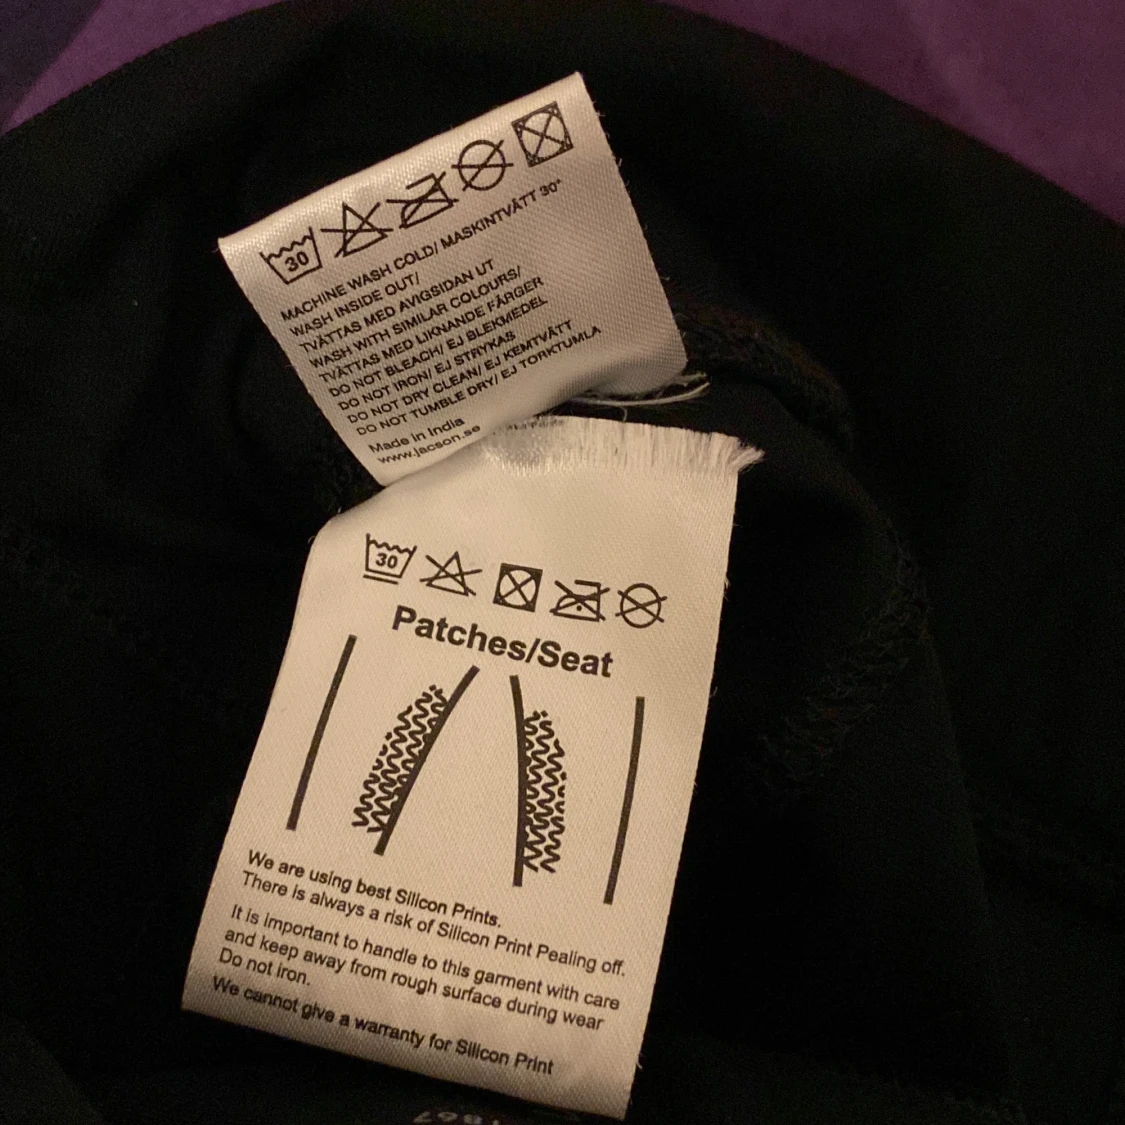 30
MACHINE WASH COLD/ MASKINTVÄTT 30°
WASH INSIDE OUT/
TVÄTTAS MED AVIGSIDAN UT
WASH WITH SIMILAR COLOURS/
TVÄTTAS MED LIKNANDE FÄRGER
DO NOT BLEACH/ EJ BLEKMEDEL
DO NOT IRON/ EJ STRYKAS
DO NOT DRY CLEAN/ EJ KEMTVÄTT
DO NOT TUMBLE DRY/ EJ TORKTUMLA
Made in India
www.jacson.se
30
Patches/Seat
We are using best Silicon Prints.
There is always a risk of Silicon Print Pealing off.
It is important to handle to this garment with care
and keep away from rough surface during wear
Do not iron.
We cannot give a warranty for Silicon Print